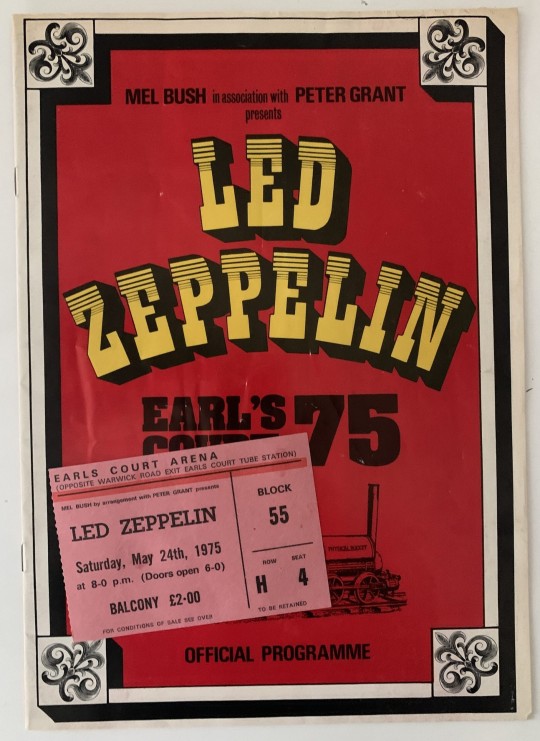 MEL BUSH in association with PETER GRANT
presents
LED
ZEPPELIN
EARL'S
COURT
75
EARLS COURT ARENA
(OPPOSITE WARWICK ROAD EXIT EARLS COURT TUBE STATION)
MEL BUSH by arrangement with PETER GRANT presents
LED ZEPPELIN
Saturday, May 24th, 1975
at 8-0 p.m. (Doors open 6-0)
BALCONY £2·00
FOR CONDITIONS OF SALE SEE OVER
BLOCK
55
ROW SEAT
H 4
TO BE RETAINED
PHYSICAL GRAFFITI
OFFICIAL PROGRAMME